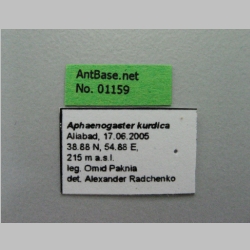 AntBase.net
No. 01159
Aphaenogaster kurdica
Aliabad, 17.06.2005
38.88 N, 54.88 E,
215 m a.s.l.
leg. Omid Paknia
det. Alexander Radchenko